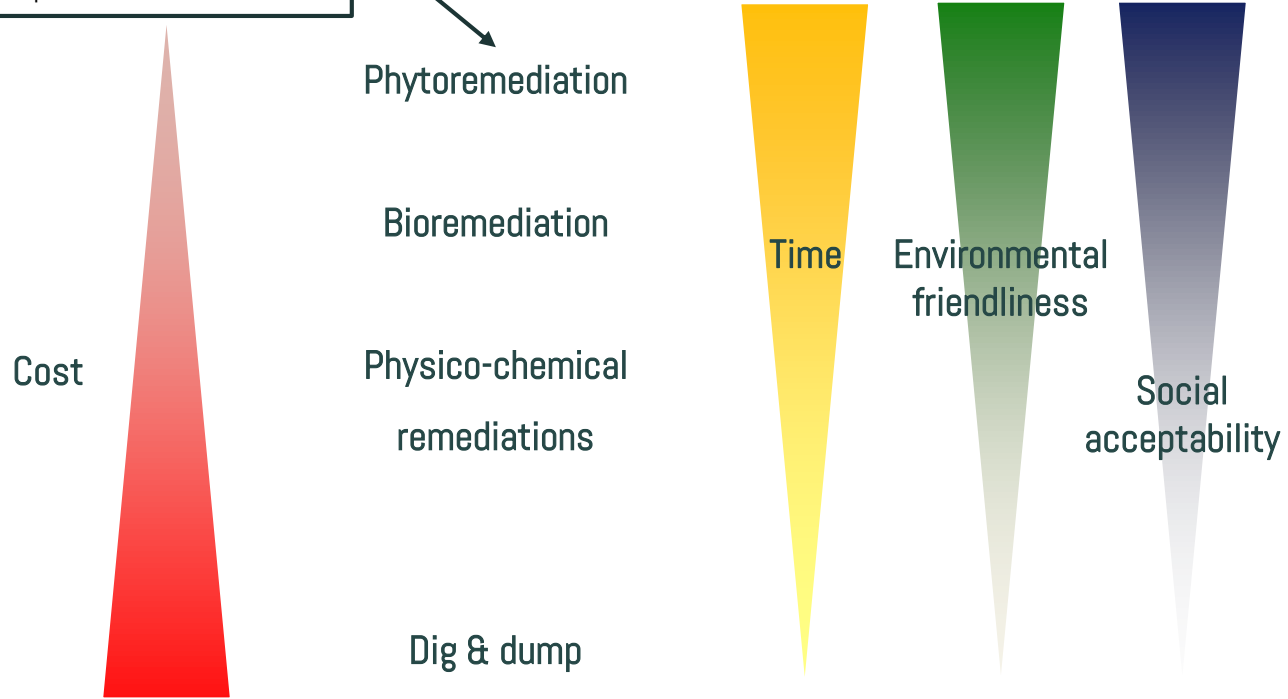 Phytoremediation
Bioremediation
Time
Environmental
friendliness
Cost
Physico-chemical
remediations
Social
acceptability
Dig & dump